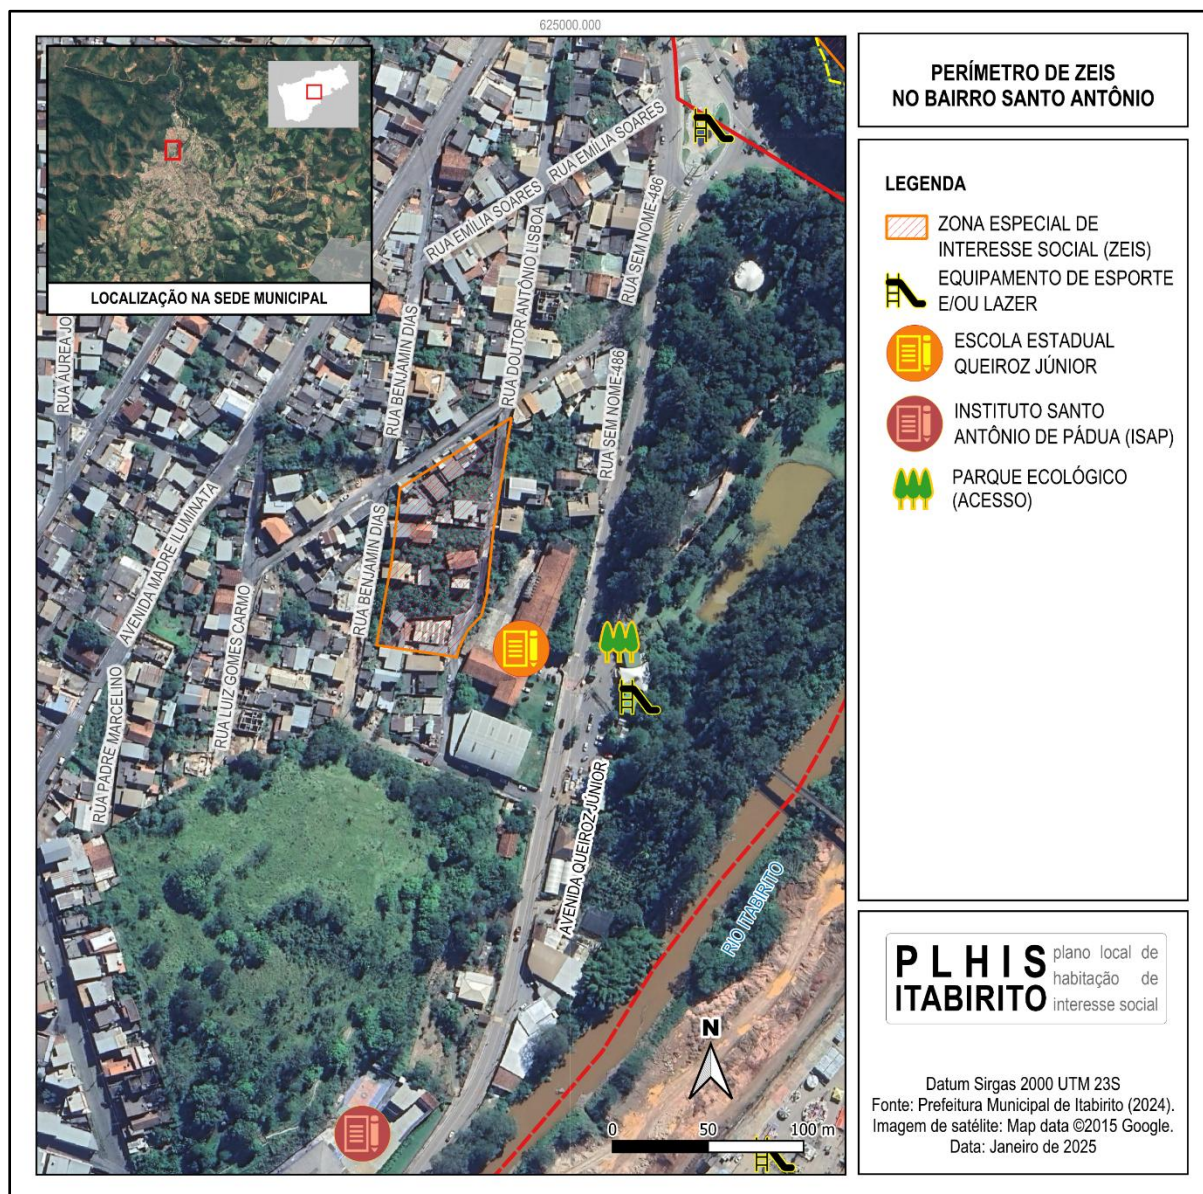 625000.000
PERÍMETRO DE ZEIS
NO BAIRRO SANTO ANTÔNIO
LOCALIZAÇÃO NA SEDE MUNICIPAL
LEGENDA
ZONA ESPECIAL DE
INTERESSE SOCIAL (ZEIS)
EQUIPAMENTO DE ESPORTE
E/OU LAZER
ESCOLA ESTADUAL
QUEIROZ JÚNIOR
INSTITUTO SANTO
ANTÔNIO DE PÁDUA (ISAP)
PARQUE ECOLÓGICO
(ACESSO)
RUA EMÍLIA SOARES
RUA EMÍLIA SOARES
RUA DOUTOR ANTÔNIO LISBOA
RUA SEM NOME-486
RUA ÁUREA JO
RUA BENJAMIN DIAS
RUA SEM NOME-486
AVENIDA MADRE ILUMINATA
RUA BENJAMIN DIAS
RUA LUIZ GOMES CARMO
RUA PADRE MARCELINO
AVENIDA QUEIROZ JÚNIOR
RIO ITABIRITO
N
0 50 100 m
PLHIS plano local de
habitação de
ITABIRITO interesse social
Datum Sirgas 2000 UTM 23S
Fonte: Prefeitura Municipal de Itabirito (2024).
Imagem de satélite: Map data ©2015 Google.
Data: Janeiro de 2025